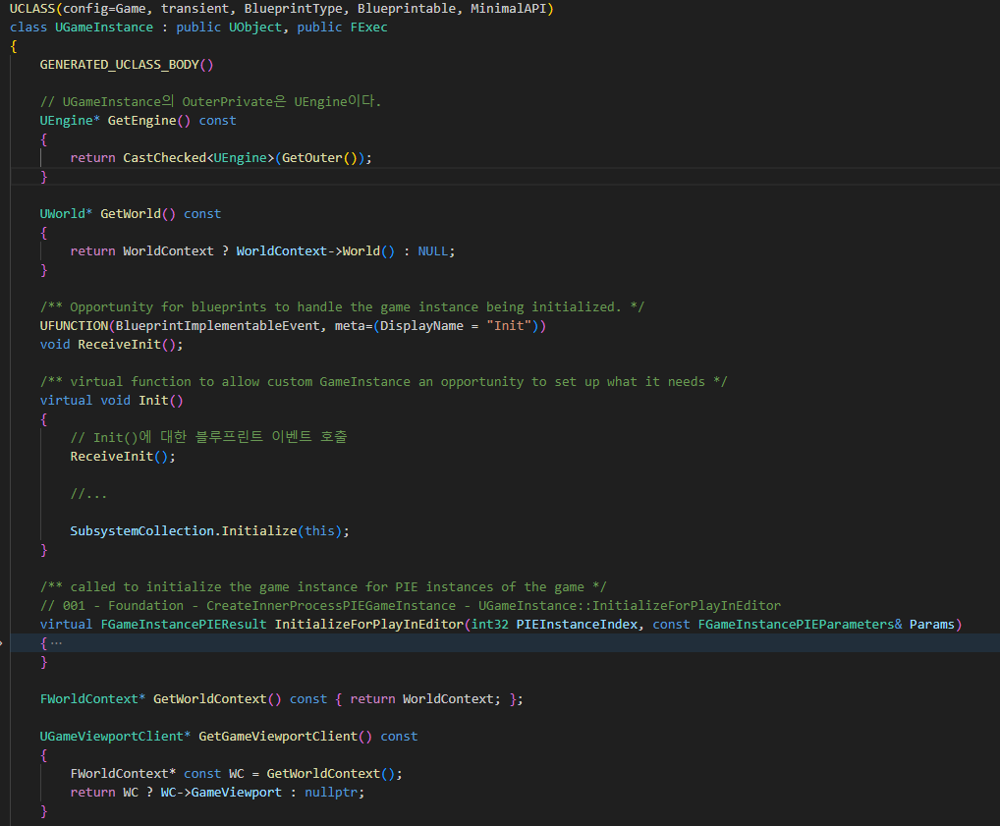 UCLASS(config=Game, transient, BlueprintType, Blueprintable, MinimalAPI)
class UGameInstance : public UObject, public FExec
{
    GENERATED_UCLASS_BODY()

    // UGameInstance의 OuterPrivate은 UEngine이다.
    UEngine* GetEngine() const
    {
        return CastChecked<UEngine>(GetOuter());
    }

    UWorld* GetWorld() const
    {
        return WorldContext ? WorldContext->World() : NULL;
    }

    /** Opportunity for blueprints to handle the game instance being initialized. */
    UFUNCTION(BlueprintImplementableEvent, meta=(DisplayName = "Init"))
    void ReceiveInit();

    /** virtual function to allow custom GameInstance an opportunity to set up what it needs */
    virtual void Init()
    {
        // Init()에 대한 블루프린트 이벤트 호출
        ReceiveInit();

        //...

        SubsystemCollection.Initialize(this);
    }

    /** called to initialize the game instance for PIE instances of the game */
    // 001 - Foundation - CreateInnerProcessPIEGameInstance - UGameInstance::InitializeForPlayInEditor
    virtual FGameInstancePIEResult InitializeForPlayInEditor(int32 PIEInstanceIndex, const FGameInstancePIEParameters& Params)
    { ...
    }

    FWorldContext* GetWorldContext() const { return WorldContext; };

    UGameViewportClient* GetGameViewportClient() const
    {
        FWorldContext* const WC = GetWorldContext();
        return WC ? WC->GameViewport : nullptr;
    }